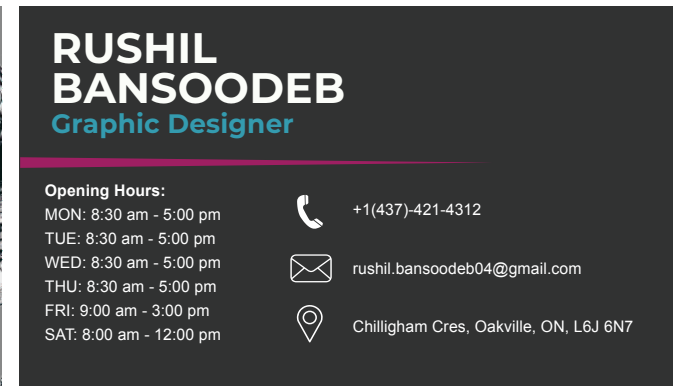 RUSHIL
BANSOODEB
Graphic Designer
Opening Hours:
MON: 8:30 am - 5:00 pm
TUE: 8:30 am - 5:00 pm
WED: 8:30 am - 5:00 pm
THU: 8:30 am - 5:00 pm
FRI: 9:00 am - 3:00 pm
SAT: 8:00 am - 12:00 pm
+1(437)-421-4312
rushil.bansoodeb04@gmail.com
Chilligham Cres, Oakville, ON, L6J 6N7